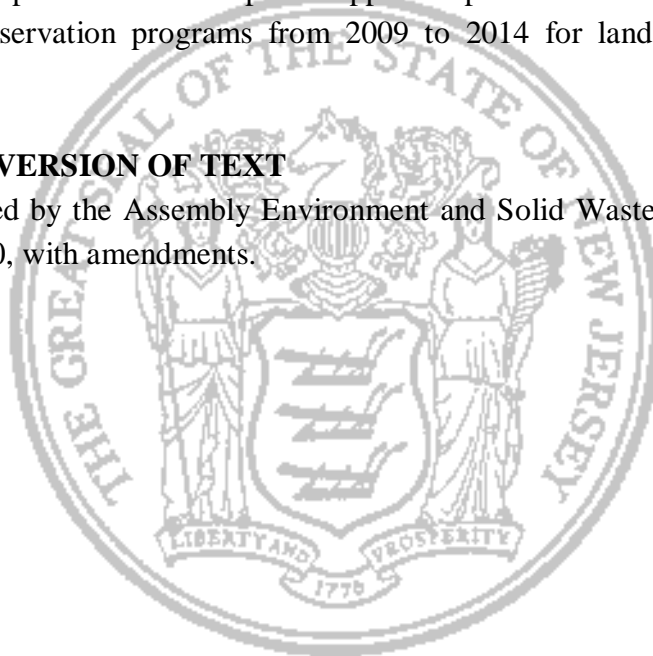 servation programs from 2009 to 2014 for land
VERSION OF TEXT
ed by the Assembly Environment and Solid Waste
0, with amendments.
THE GREAT SEAL OF THE STATE OF NEW JERSEY
LIBERTY AND PROSPERITY
1776